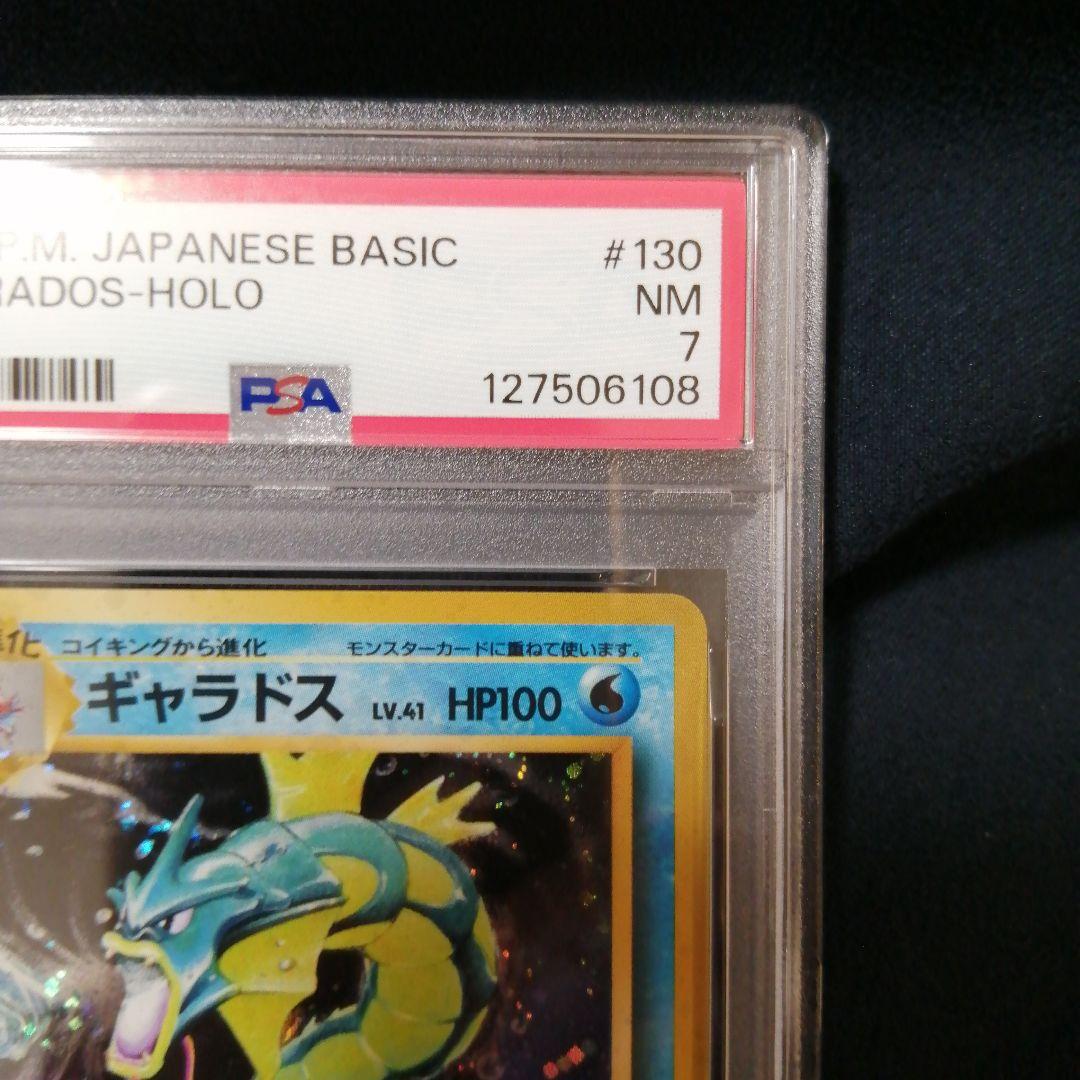 P.M. JAPANESE BASIC #130
RADOS-HOLO NM
7
PSA 127506108
進化 コイキングから進化 モンスターカードに重ねて使います。
ギャラドス LV.41 HP100